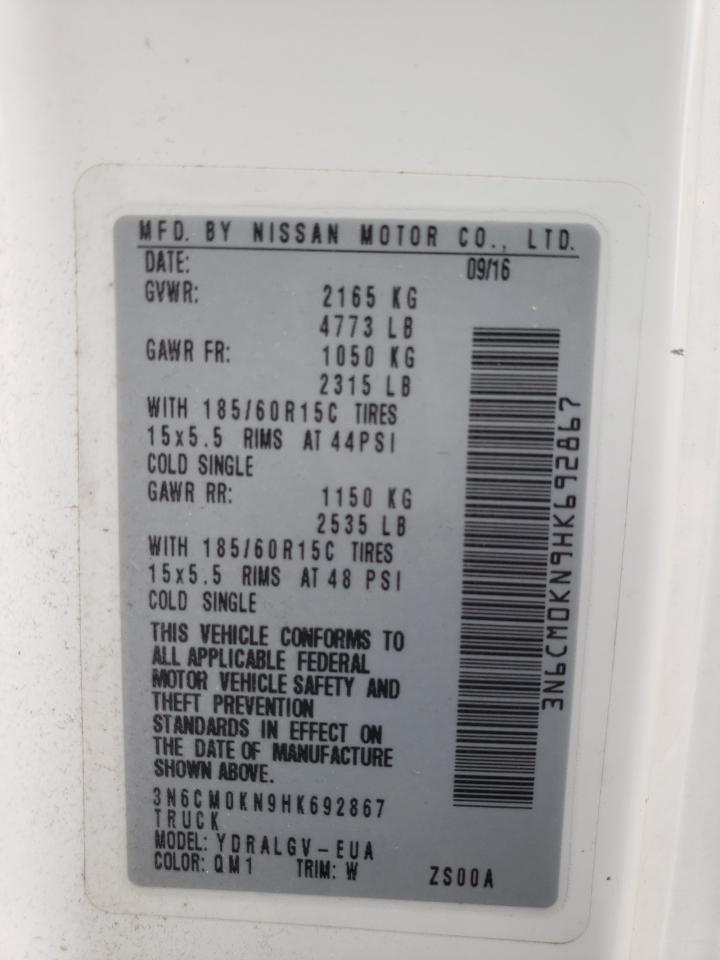 MFD. BY NISSAN MOTOR CO., LTD.
DATE: 09/16
GVWR: 2165 KG
4773 LB
GAWR FR: 1050 KG
2315 LB
WITH 185/60R15C TIRES
15x5.5 RIMS AT 44PSI
COLD SINGLE
GAWR RR: 1150 KG
2535 LB
WITH 185/60R15C TIRES
15x5.5 RIMS AT 48 PSI
COLD SINGLE
THIS VEHICLE CONFORMS TO
ALL APPLICABLE FEDERAL
MOTOR VEHICLE SAFETY AND
THEFT PREVENTION
STANDARDS IN EFFECT ON
THE DATE OF MANUFACTURE
SHOWN ABOVE.
3N6CM0KN9HK692867
TRUCK
MODEL: YDRALGV-EUA
COLOR: QM1 TRIM: W ZS00A
3N6CM0KN9HK692867